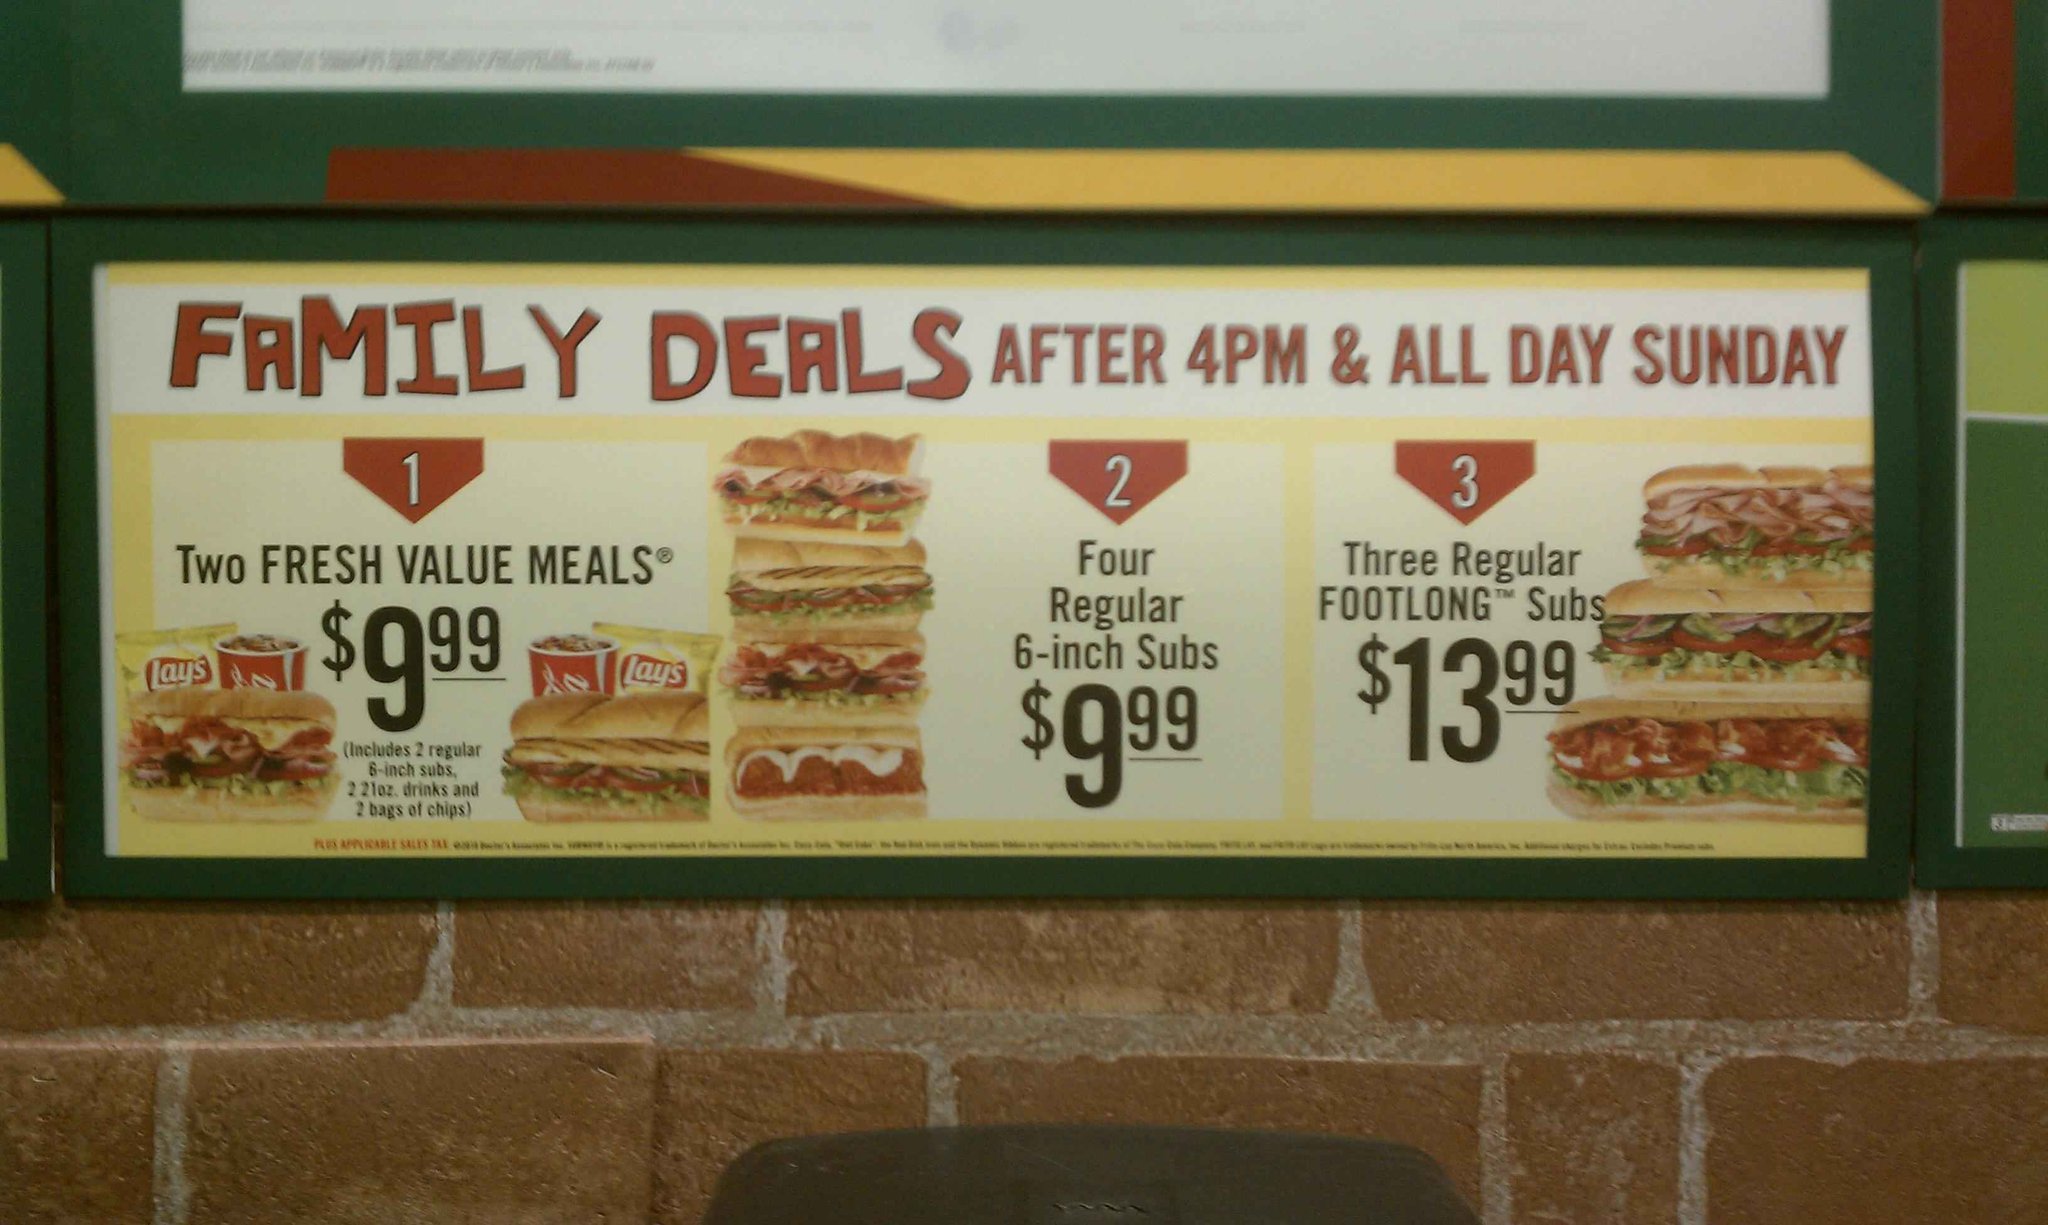 FAMILY DEALS AFTER 4PM & ALL DAY SUNDAY
1
Two FRESH VALUE MEALS®
$9.99
Lay's
Lay's
(Includes 2 regular
6-inch subs,
2 21oz. drinks and
2 bags of chips)
2
Four
Regular
6-inch Subs
$9.99
3
Three Regular
FOOTLONG™ Subs
$13.99
PLUS APPLICABLE SALES TAX